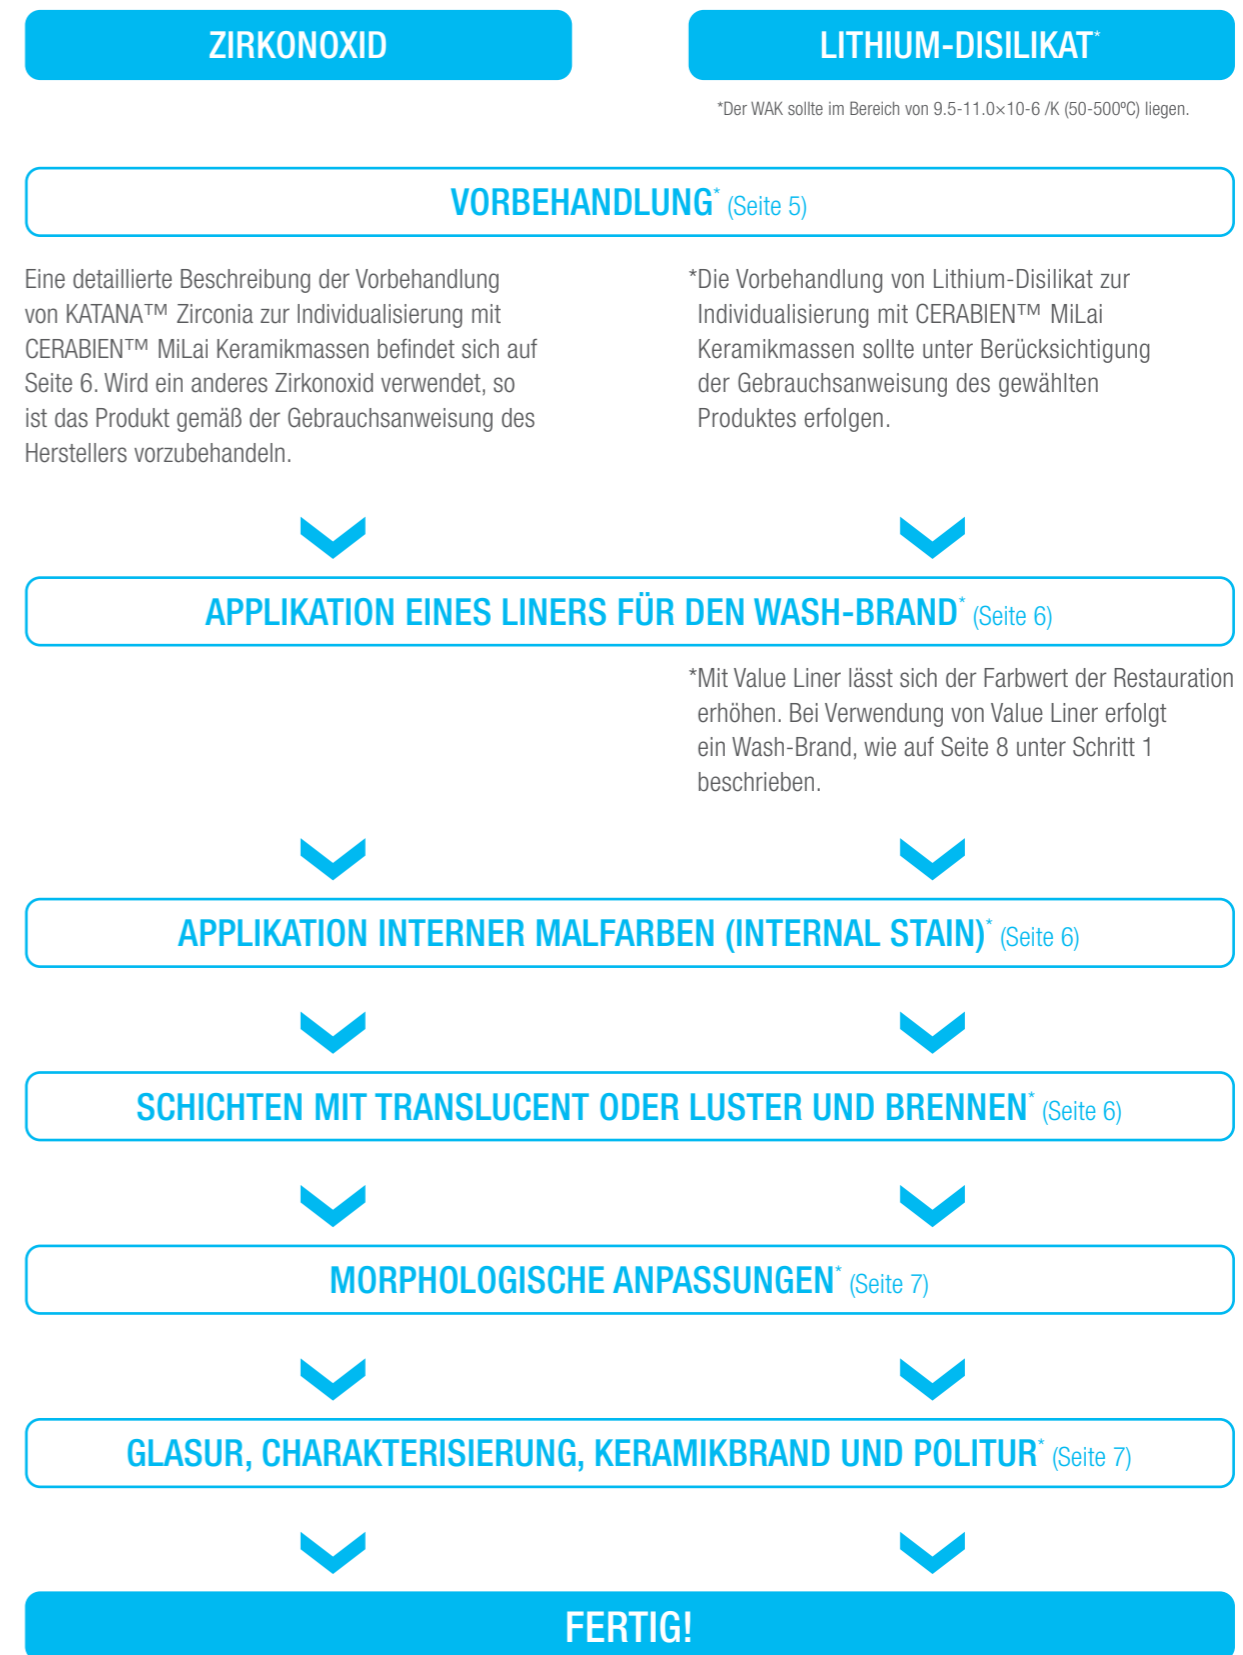 ZIRKONOXID
LITHIUM-DISILIKAT*
*Der WAK sollte im Bereich von 9.5-11.0×10-6 /K (50-500ºC) liegen.
VORBEHANDLUNG* (Seite 5)
Eine detaillierte Beschreibung der Vorbehandlung
von KATANA™ Zirconia zur Individualisierung mit
CERABIEN™ MiLai Keramikmassen befindet sich auf
Seite 6. Wird ein anderes Zirkonoxid verwendet, so
ist das Produkt gemäß der Gebrauchsanweisung des
Herstellers vorzubehandeln.
*Die Vorbehandlung von Lithium-Disilikat zur
Individualisierung mit CERABIEN™ MiLai
Keramikmassen sollte unter Berücksichtigung
der Gebrauchsanweisung des gewählten
Produktes erfolgen.
APPLIKATION EINES LINERS FÜR DEN WASH-BRAND* (Seite 6)
*Mit Value Liner lässt sich der Farbwert der Restauration
erhöhen. Bei Verwendung von Value Liner erfolgt
ein Wash-Brand, wie auf Seite 8 unter Schritt 1
beschrieben.
APPLIKATION INTERNER MALFARBEN (INTERNAL STAIN)* (Seite 6)
SCHICHTEN MIT TRANSLUCENT ODER LUSTER UND BRENNEN* (Seite 6)
MORPHOLOGISCHE ANPASSUNGEN* (Seite 7)
GLASUR, CHARAKTERISIERUNG, KERAMIKBRAND UND POLITUR* (Seite 7)
FERTIG!